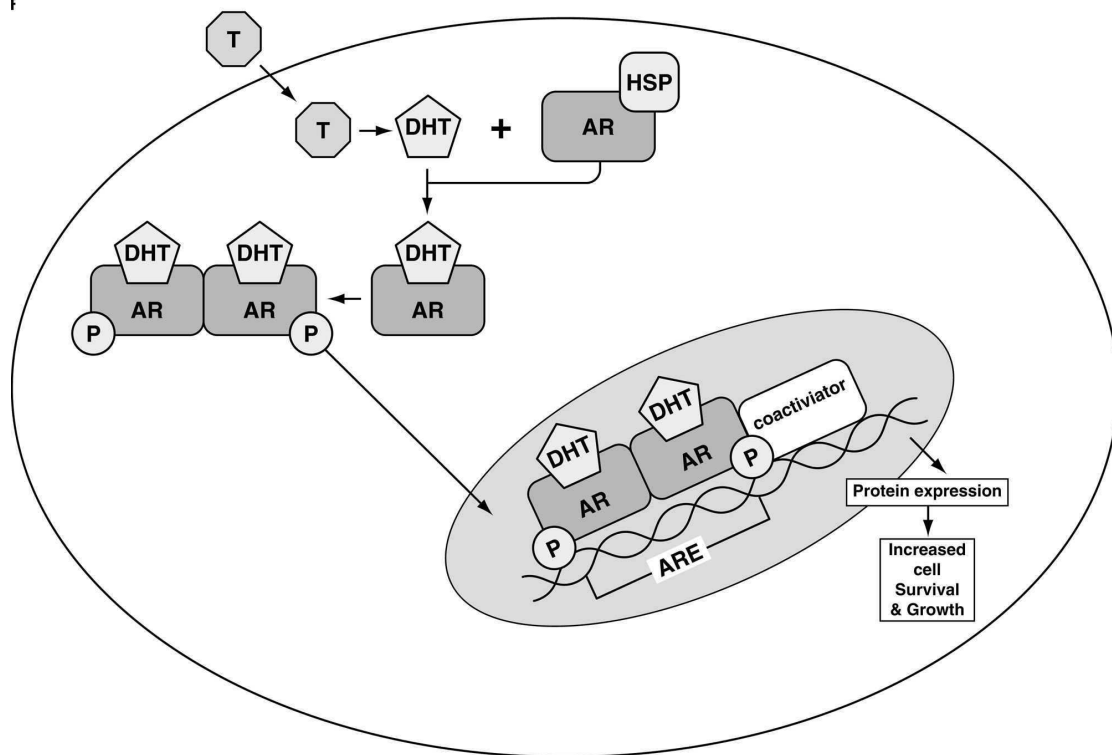 T
T
DHT
+
HSP
AR
DHT
AR
DHT
AR
DHT
AR
P
P
DHT
AR
DHT
AR
coactiviator
P
P
ARE
Protein expression
Increased
cell
Survival
& Growth